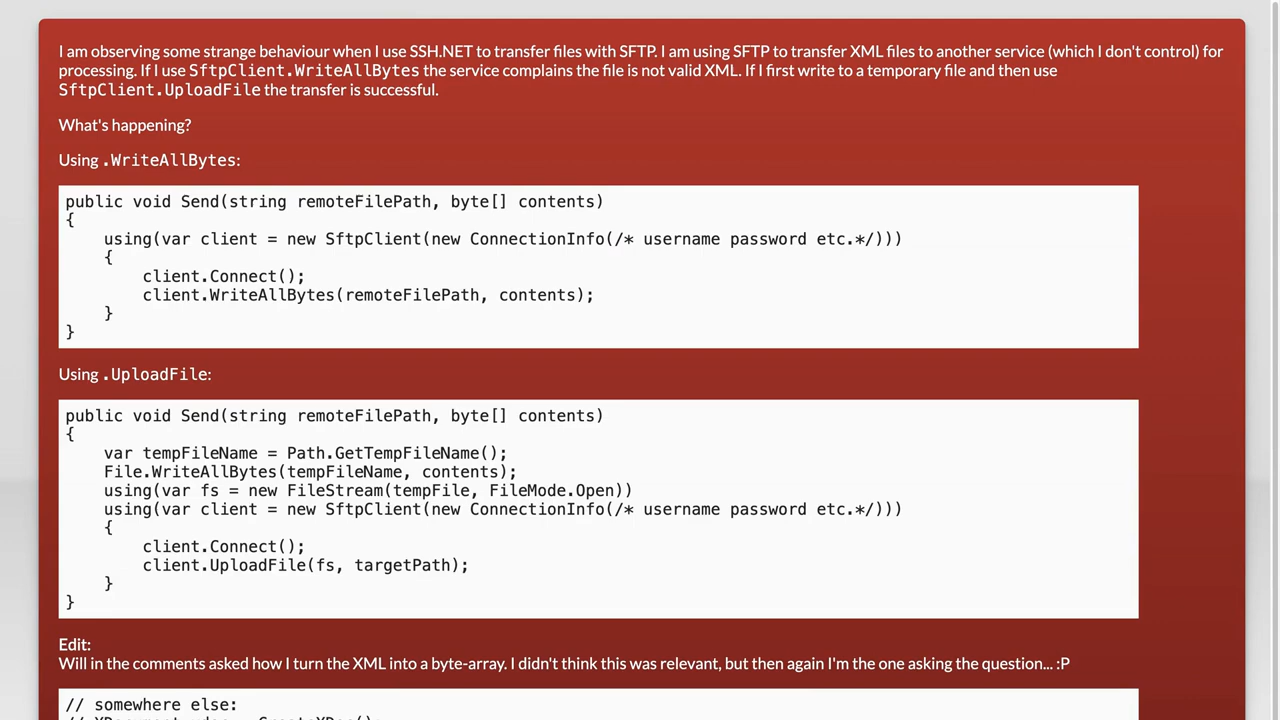 I am observing some strange behaviour when I use SSH.NET to transfer files with SFTP. I am using SFTP to transfer XML files to another service (which I don't control) for
processing. If I use SftpClient.WriteAllBytes the service complains the file is not valid XML. If I first write to a temporary file and then use
SftpClient.UploadFile the transfer is successful.
What's happening?
Using .WriteAllBytes:
public void Send(string remoteFilePath, byte[] contents)
{
    using(var client = new SftpClient(new ConnectionInfo(/* username password etc.*/)))
    {
        client.Connect();
        client.WriteAllBytes(remoteFilePath, contents);
    }
}
Using .UploadFile:
public void Send(string remoteFilePath, byte[] contents)
{
    var tempFileName = Path.GetTempFileName();
    File.WriteAllBytes(tempFileName, contents);
    using(var fs = new FileStream(tempFile, FileMode.Open))
    using(var client = new SftpClient(new ConnectionInfo(/* username password etc.*/)))
    {
        client.Connect();
        client.UploadFile(fs, targetPath);
    }
}
Edit:
Will in the comments asked how I turn the XML into a byte-array. I didn't think this was relevant, but then again I'm the one asking the question... :P
// somewhere else: